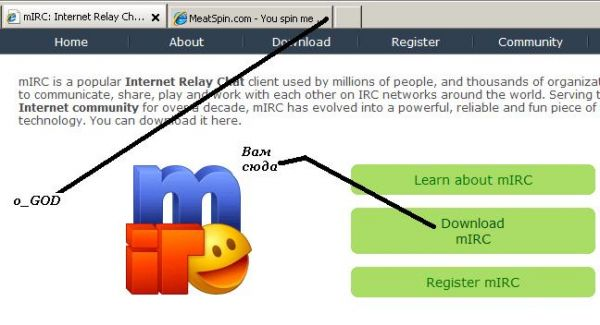 mIRC: Internet Relay Ch...
MeatSpin.com - You spin me ...
Home About Download Register Community
mIRC is a popular Internet Relay Chat client used by millions of people, and thousands of organizat
to communicate, share, play and work with each other on IRC networks around the world. Serving t
Internet community for over a decade, mIRC has evolved into a powerful, reliable and fun piece of
technology. You can download it here.
o_GOD
Вам
сюда
m
irc
Learn about mIRC
Download
mIRC
Register mIRC